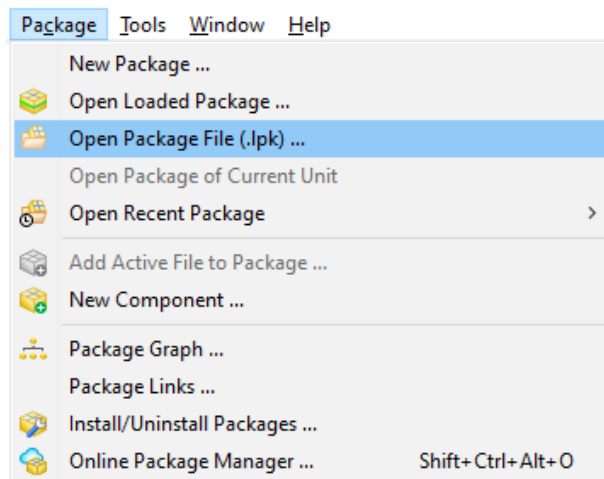 Package Tools Window Help
New Package ...
Open Loaded Package ...
Open Package File (.lpk) ...
Open Package of Current Unit
Open Recent Package
Add Active File to Package ...
New Component ...
Package Graph ...
Package Links ...
Install/Uninstall Packages ...
Online Package Manager ... Shift+Ctrl+Alt+O